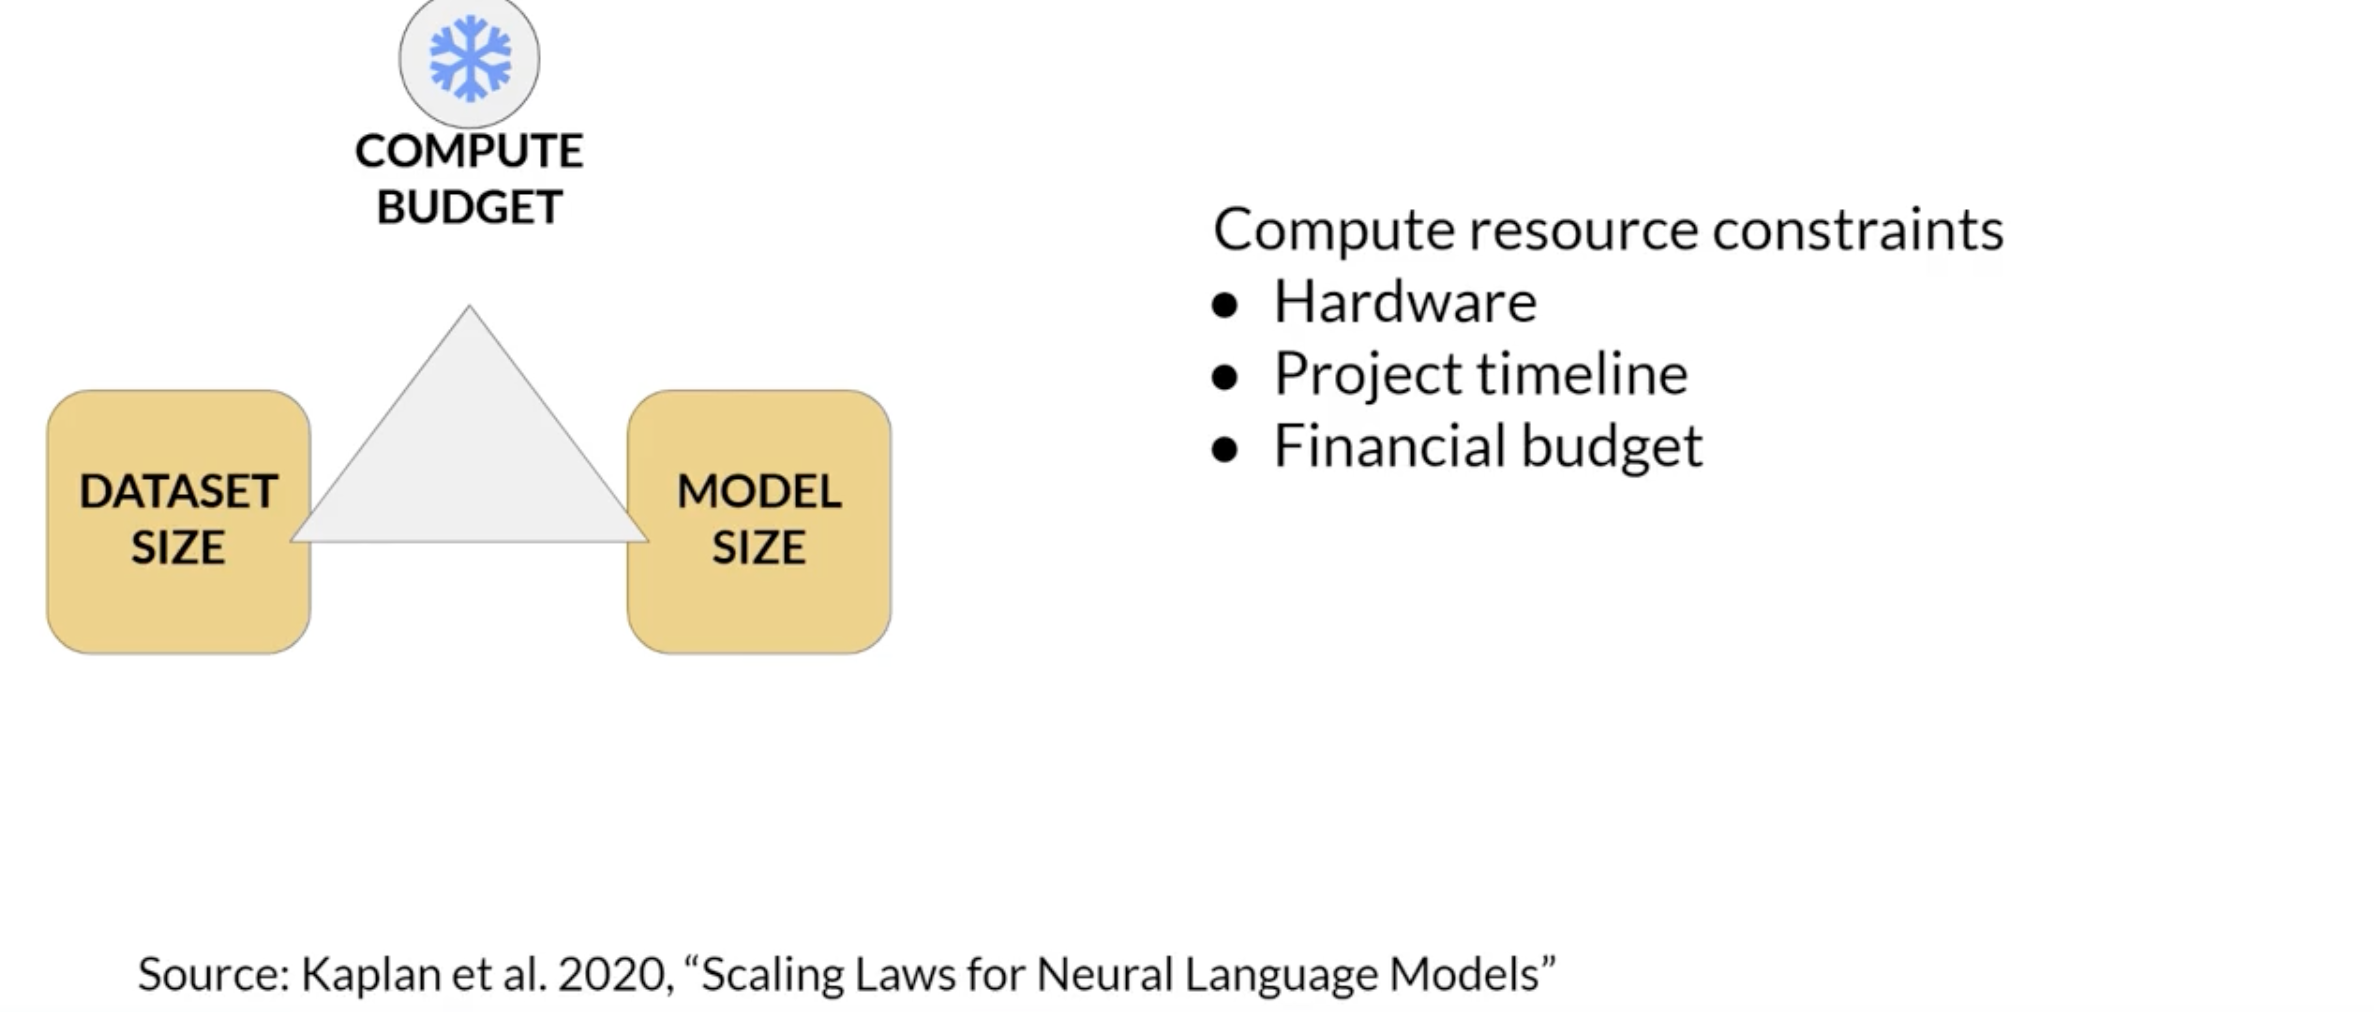 COMPUTE
BUDGET
DATASET
SIZE
MODEL
SIZE
Compute resource constraints
● Hardware
● Project timeline
● Financial budget
Source: Kaplan et al. 2020, “Scaling Laws for Neural Language Models”